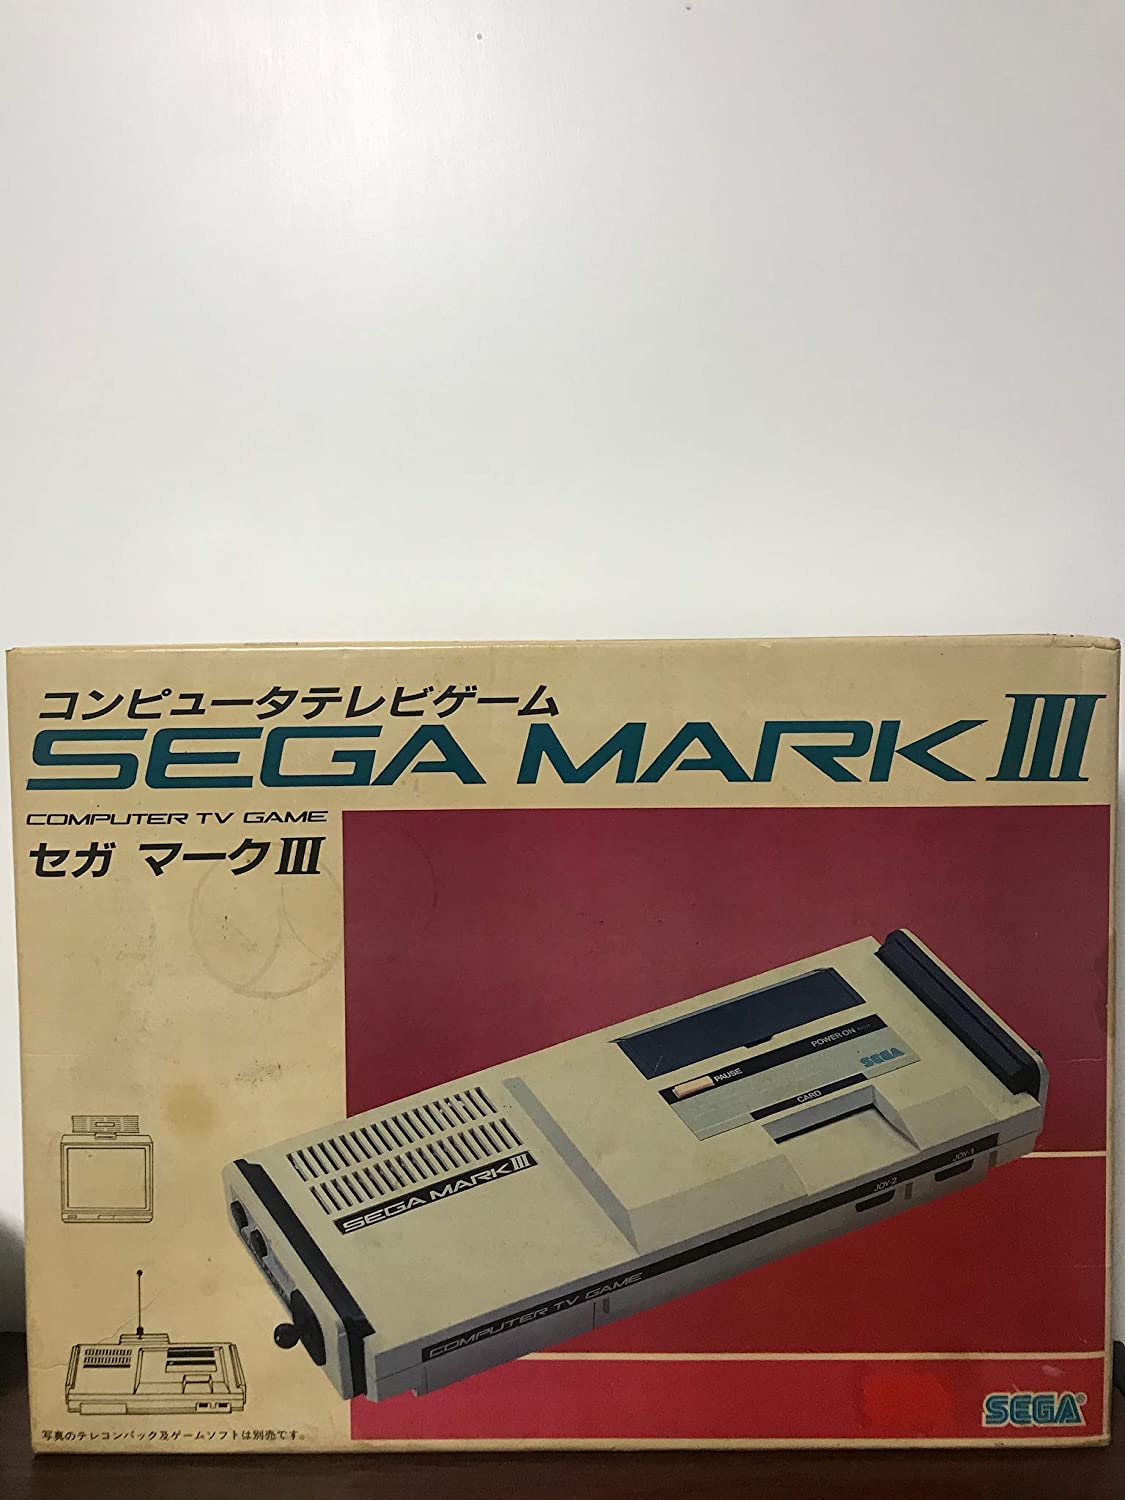 コンピュータテレビゲーム
SEGA MARK III
COMPUTER TV GAME
セガ マークIII
POWER ON
SEGA
PAUSE
CARD
SEGA MARK III
JOY-1
JOY-2
COMPUTER TV GAME
写真のテレコンパック及ゲームソフトは別売です。
SEGA®